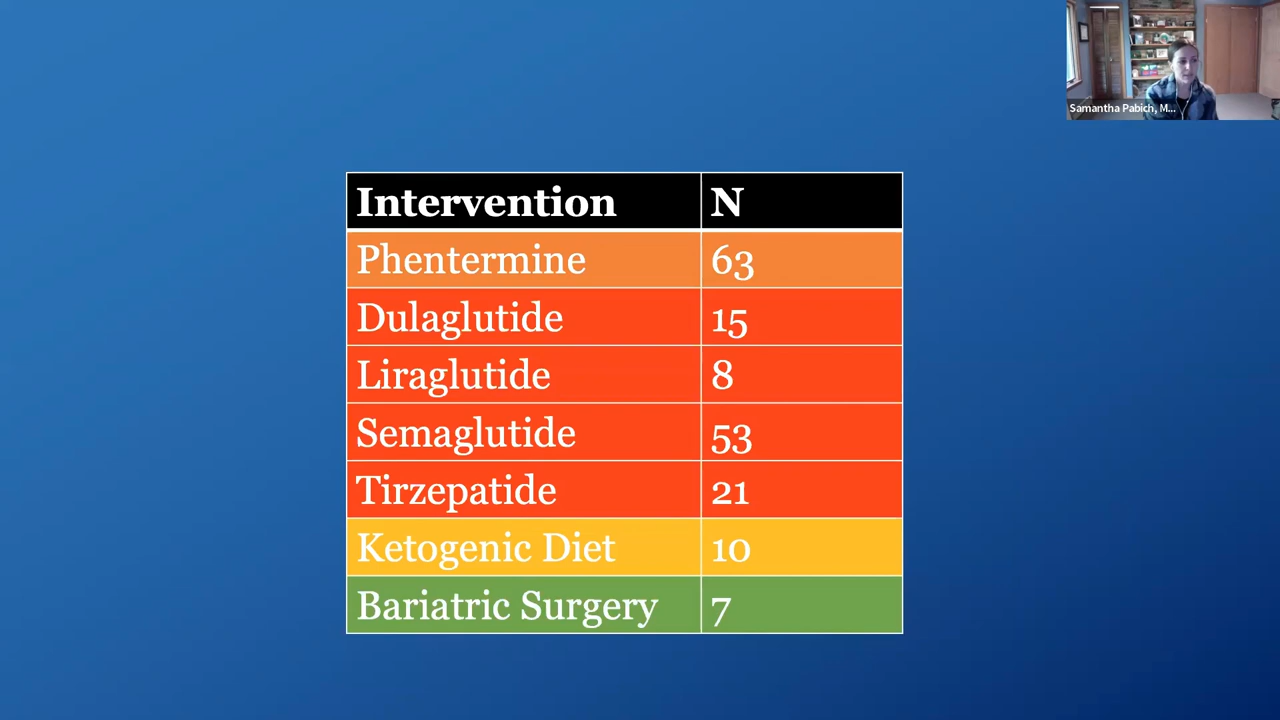 Samantha Pabich, M...
Intervention N
Phentermine 63
Dulaglutide 15
Liraglutide 8
Semaglutide 53
Tirzepatide 21
Ketogenic Diet 10
Bariatric Surgery 7